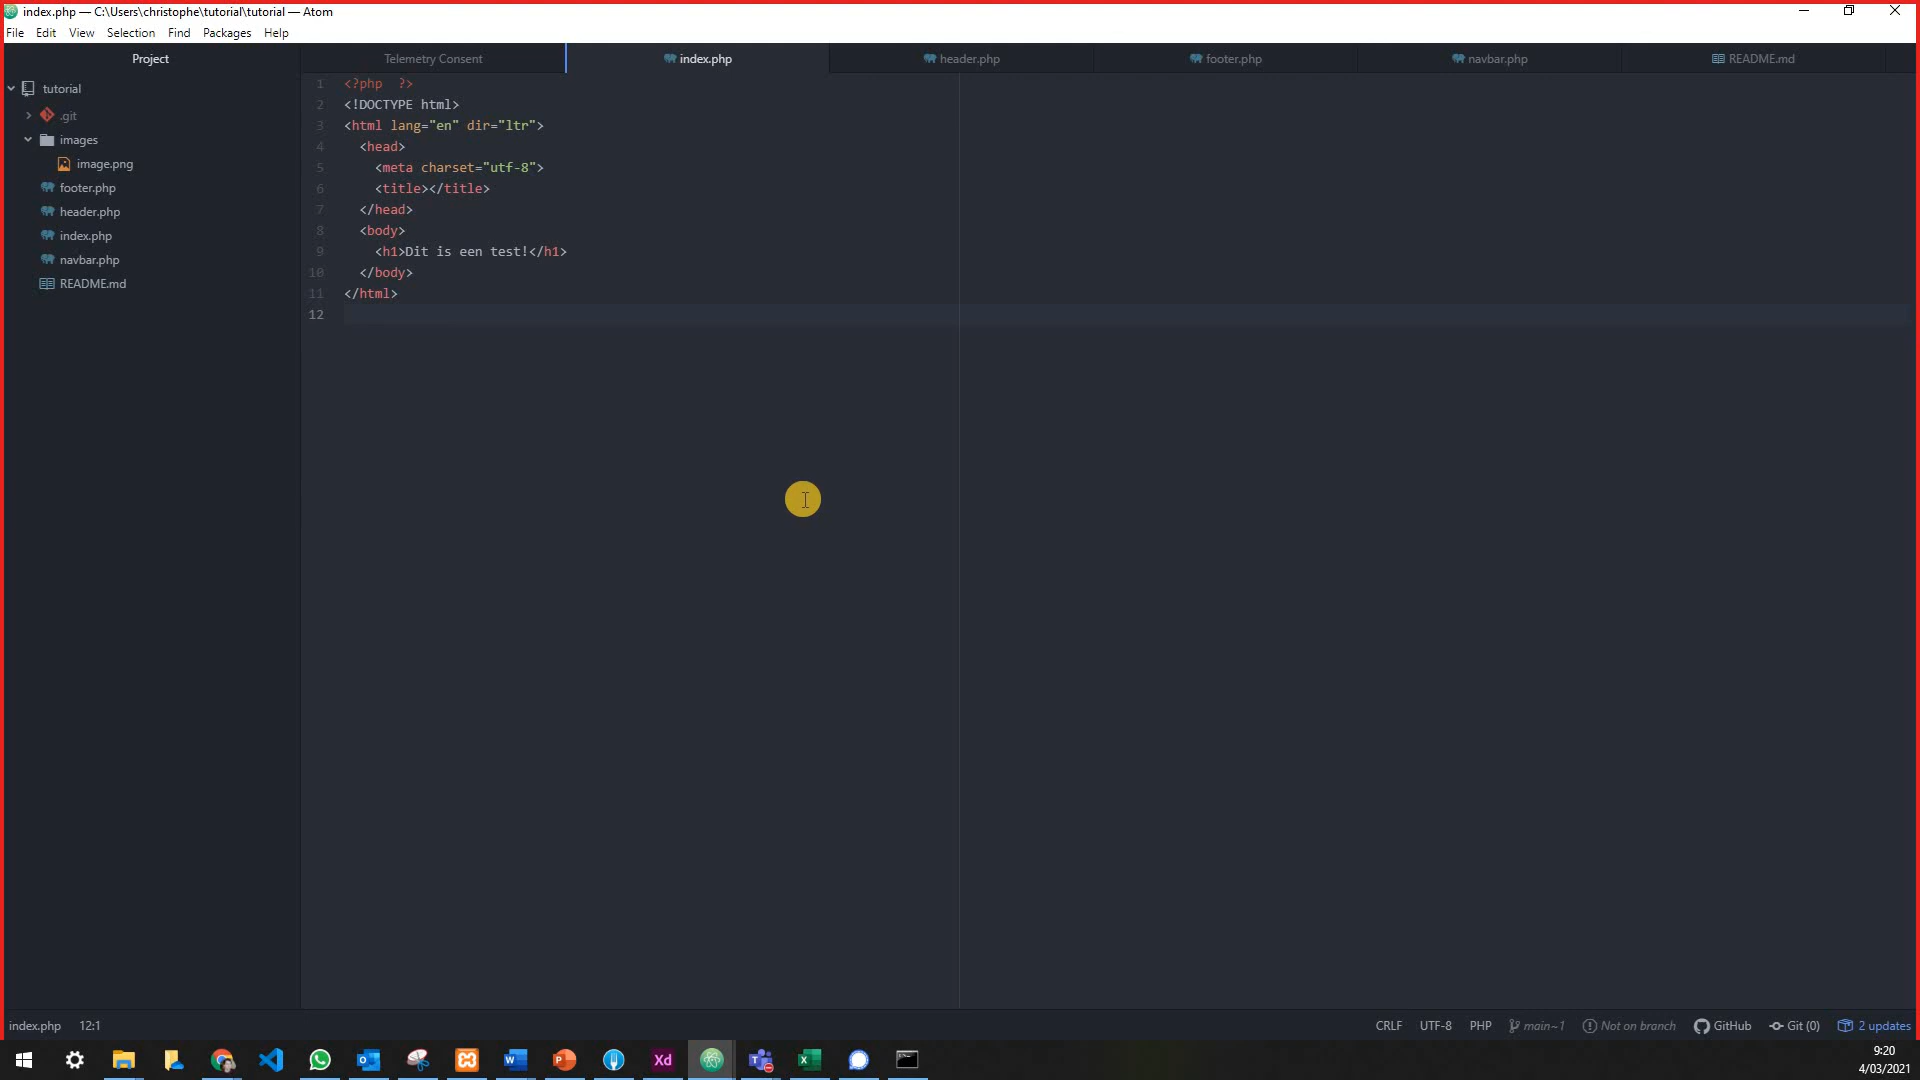 index.php — C:\Users\christophe\tutorial\tutorial — Atom
File Edit View Selection Find Packages Help
Project
Telemetry Consent
index.php
header.php
footer.php
navbar.php
README.md
tutorial
.git
images
image.png
footer.php
header.php
index.php
navbar.php
README.md
1 <?php  ?>
2 <!DOCTYPE html>
3 <html lang="en" dir="ltr">
4   <head>
5     <meta charset="utf-8">
6     <title></title>
7   </head>
8   <body>
9     <h1>Dit is een test!</h1>
10   </body>
11 </html>
12
index.php 12:1
CRLF UTF-8 PHP main~1 Not on branch GitHub Git (0) 2 updates
Xd
9:20
4/03/2021